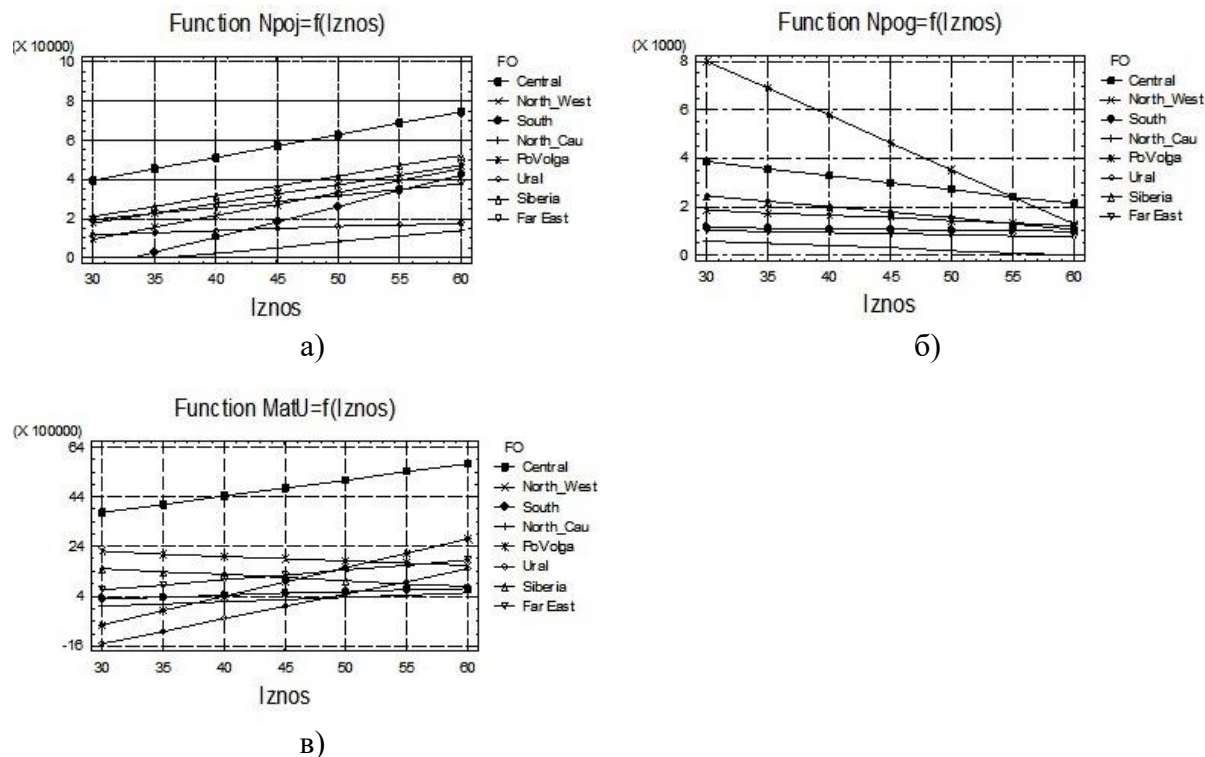 Function Npoj=f(Iznos)
(X 10000)
10
8
6
4
2
0
30 35 40 45 50 55 60
Iznos
FO
Central
North_West
South
North_Cau
PoVolga
Ural
Siberia
Far East
а)
Function Npog=f(Iznos)
(X 1000)
8
6
4
2
0
30 35 40 45 50 55 60
Iznos
FO
Central
North_West
South
North_Cau
PoVolga
Ural
Siberia
Far East
б)
Function MatU=f(Iznos)
(X 100000)
64
44
24
4
-16
30 35 40 45 50 55 60
Iznos
FO
Central
North_West
South
North_Cau
PoVolga
Ural
Siberia
Far East
в)